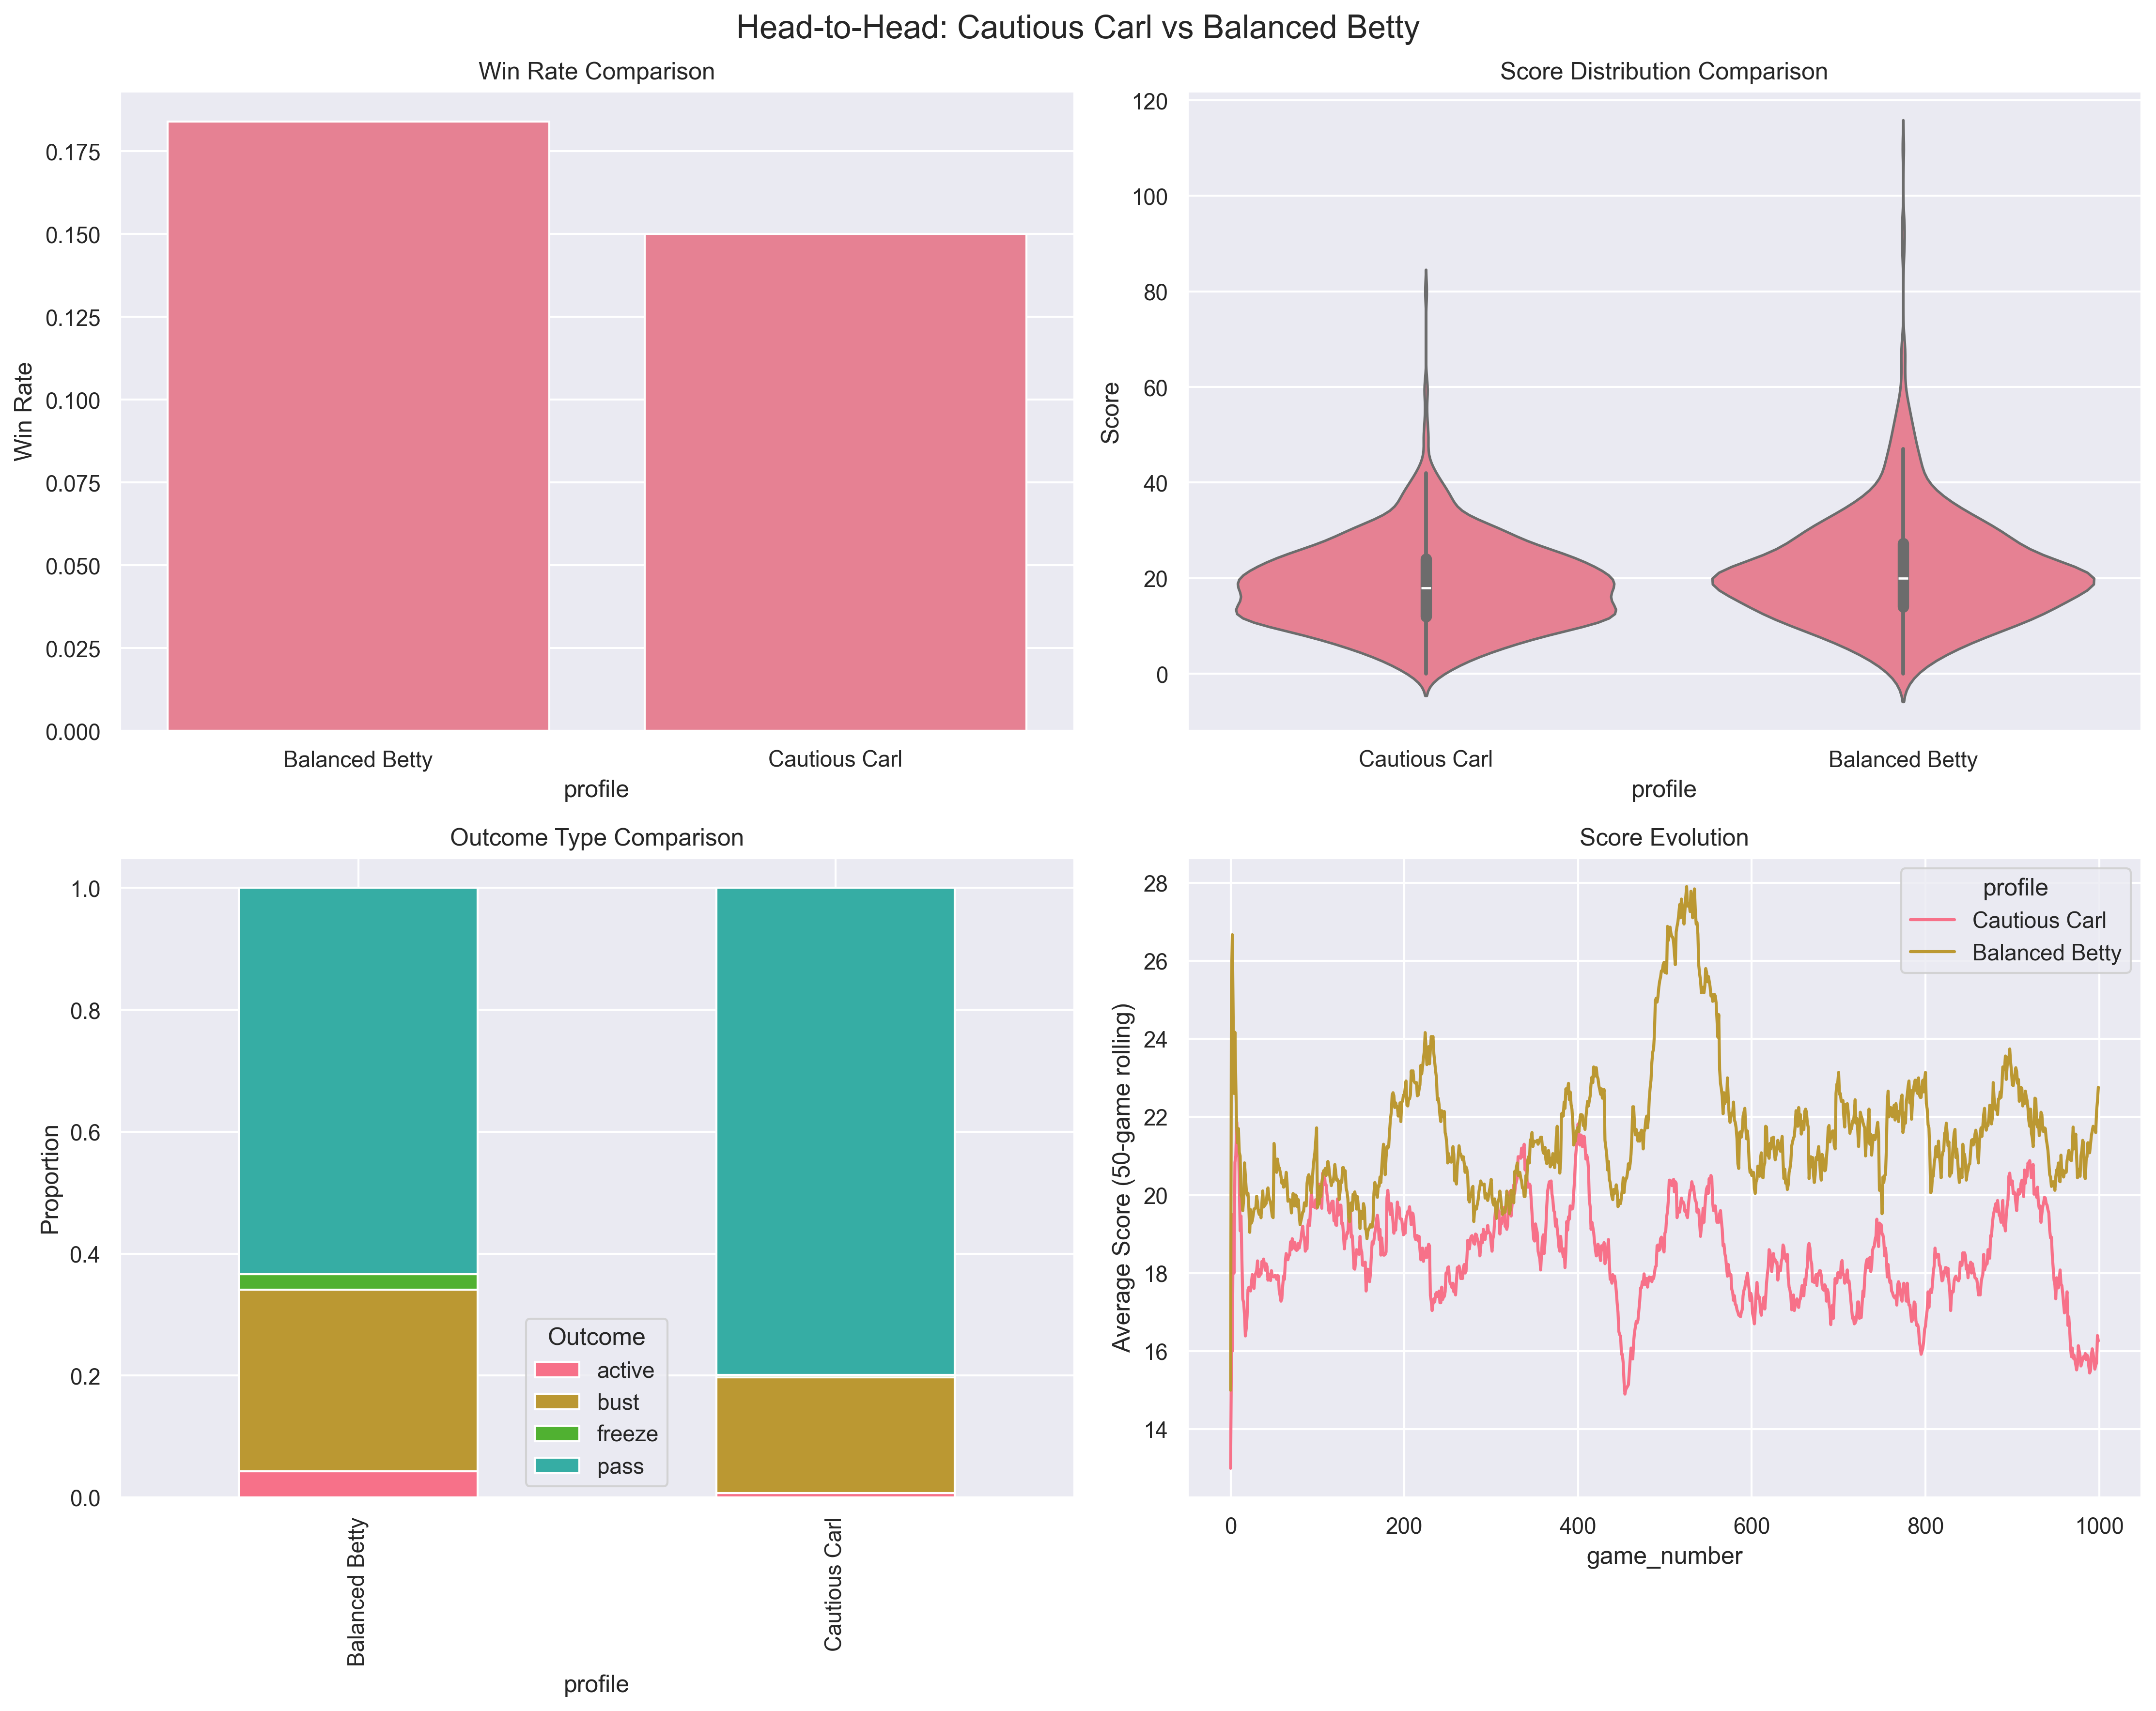 Head-to-Head: Cautious Carl vs Balanced Betty
Win Rate Comparison
Win Rate
0.175
0.150
0.125
0.100
0.075
0.050
0.025
0.000
Balanced Betty
Cautious Carl
profile
Score Distribution Comparison
Score
120
100
80
60
40
20
0
Cautious Carl
Balanced Betty
profile
Outcome Type Comparison
Proportion
1.0
0.8
0.6
0.4
0.2
0.0
Outcome
active
bust
freeze
pass
Balanced Betty
Cautious Carl
profile
Score Evolution
Average Score (50-game rolling)
28
26
24
22
20
18
16
14
profile
Cautious Carl
Balanced Betty
0
200
400
600
800
1000
game_number